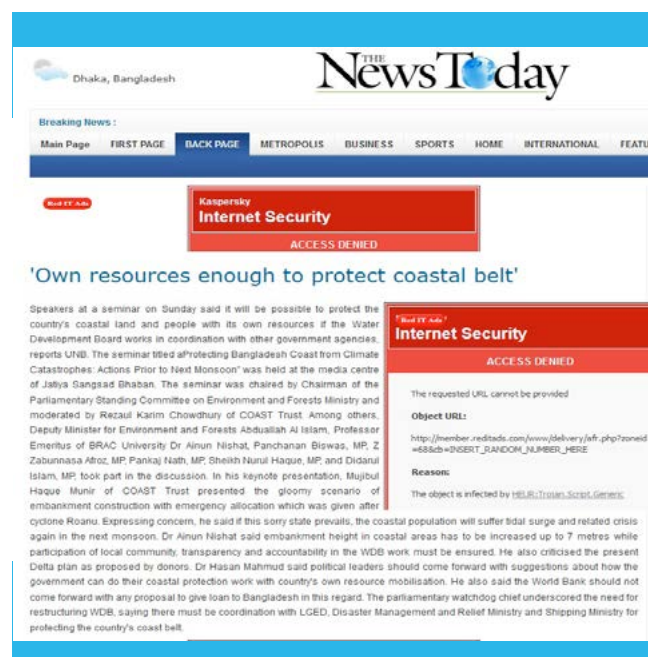 Dhaka, Bangladesh
THE
News Today
Breaking News :
Main Page FIRST PAGE BACK PAGE METROPOLIS BUSINESS SPORTS HOME INTERNATIONAL FEATU
Red IT Ads
Kaspersky
Internet Security
ACCESS DENIED
'Own resources enough to protect coastal belt'
Speakers at a seminar on Sunday said it will be possible to protect the
country's coastal land and people with its own resources if the Water
Development Board works in coordination with other government agencies,
reports UNB. The seminar titled aProtecting Bangladesh Coast from Climate
Catastrophes: Actions Prior to Next Monsoon" was held at the media centre
of Jatiya Sangsad Bhaban. The seminar was chaired by Chairman of the
Parliamentary Standing Committee on Environment and Forests Ministry and
moderated by Rezaul Karim Chowdhury of COAST Trust. Among others,
Deputy Minister for Environment and Forests Abduallah Al Islam, Professor
Emeritus of BRAC University Dr Ainun Nishat, Panchanan Biswas, MP, Z
Zabunnasa Afroz, MP, Pankaj Nath, MP, Sheikh Nurul Haque, MP, and Didarul
Islam, MP, took part in the discussion. In his keynote presentation, Mujibul
Haque Munir of COAST Trust presented the gloomy scenario of
embankment construction with emergency allocation which was given after
cyclone Roanu. Expressing concern, he said if this sorry state prevails, the coastal population will suffer tidal surge and related crisis
again in the next monsoon. Dr Ainun Nishat said embankment height in coastal areas has to be increased up to 7 metres while
participation of local community, transparency and accountability in the WDB work must be ensured. He also criticised the present
Delta plan as proposed by donors. Dr Hasan Mahmud said political leaders should come forward with suggestions about how the
government can do their coastal protection work with country's own resource mobilisation. He also said the World Bank should not
come forward with any proposal to give loan to Bangladesh in this regard. The parliamentary watchdog chief underscored the need for
restructuring WDB, saying there must be coordination with LGED, Disaster Management and Relief Ministry and Shipping Ministry for
protecting the country's coast belt.
Red IT Ads
Internet Security
ACCESS DENIED
The requested URL cannot be provided
Object URL:
http://member.reditads.com/www/delivery/afr.php?zoneid
=68&cb=INSERT_RANDOM_NUMBER_HERE
Reason:
The object is infected by HEUR:Trojan.Script.Generic